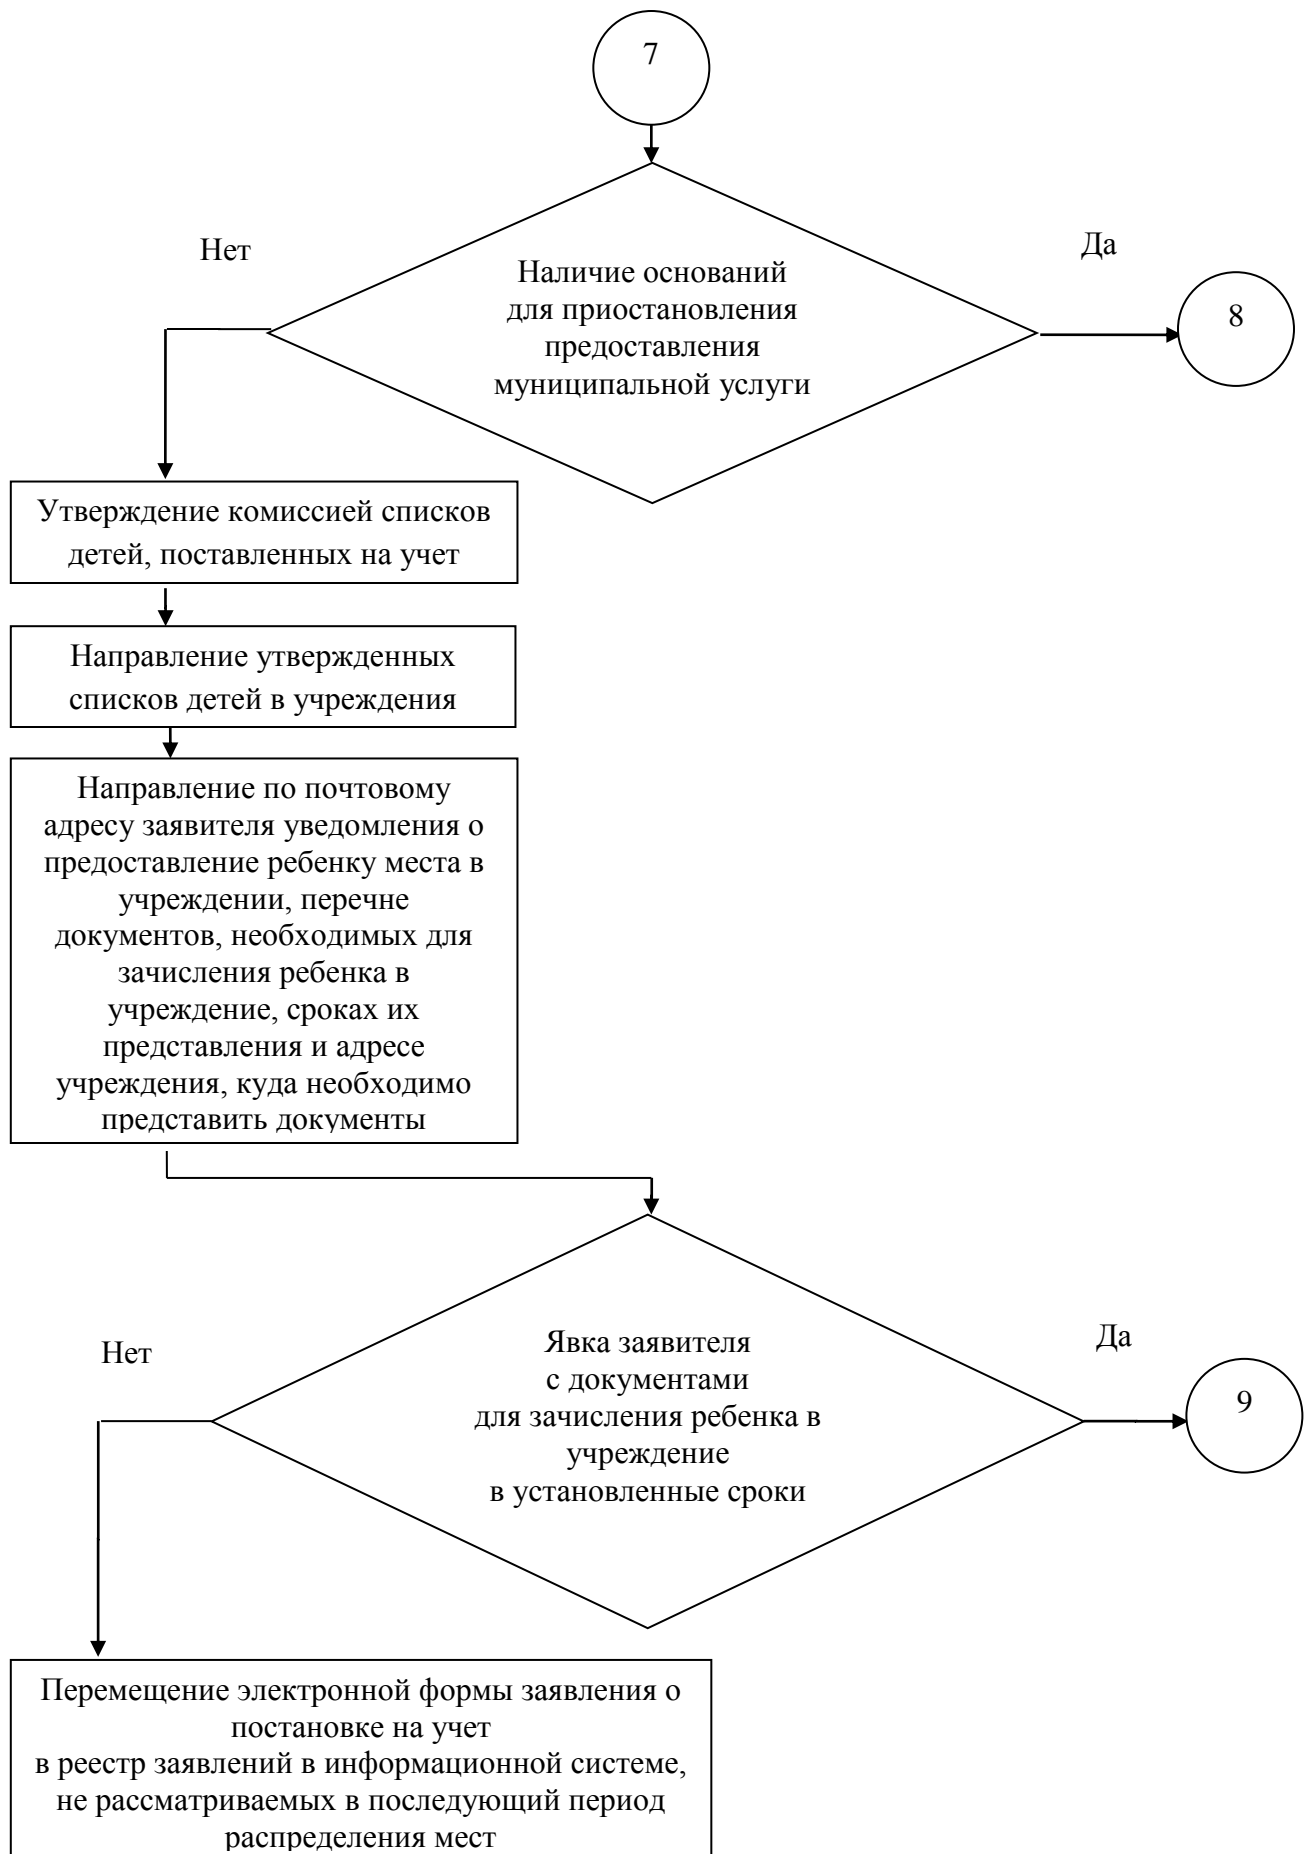 7
Нет
Да
Наличие оснований
для приостановления
предоставления
муниципальной услуги
8
Утверждение комиссией списков
детей, поставленных на учет
Направление утвержденных
списков детей в учреждения
Направление по почтовому
адресу заявителя уведомления о
предоставление ребенку места в
учреждении, перечне
документов, необходимых для
зачисления ребенка в
учреждение, сроках их
представления и адресе
учреждения, куда необходимо
представить документы
Нет
Да
Явка заявителя
с документами
для зачисления ребенка в
учреждение
в установленные сроки
9
Перемещение электронной формы заявления о
постановке на учет
в реестр заявлений в информационной системе,
не рассматриваемых в последующий период
распределения мест